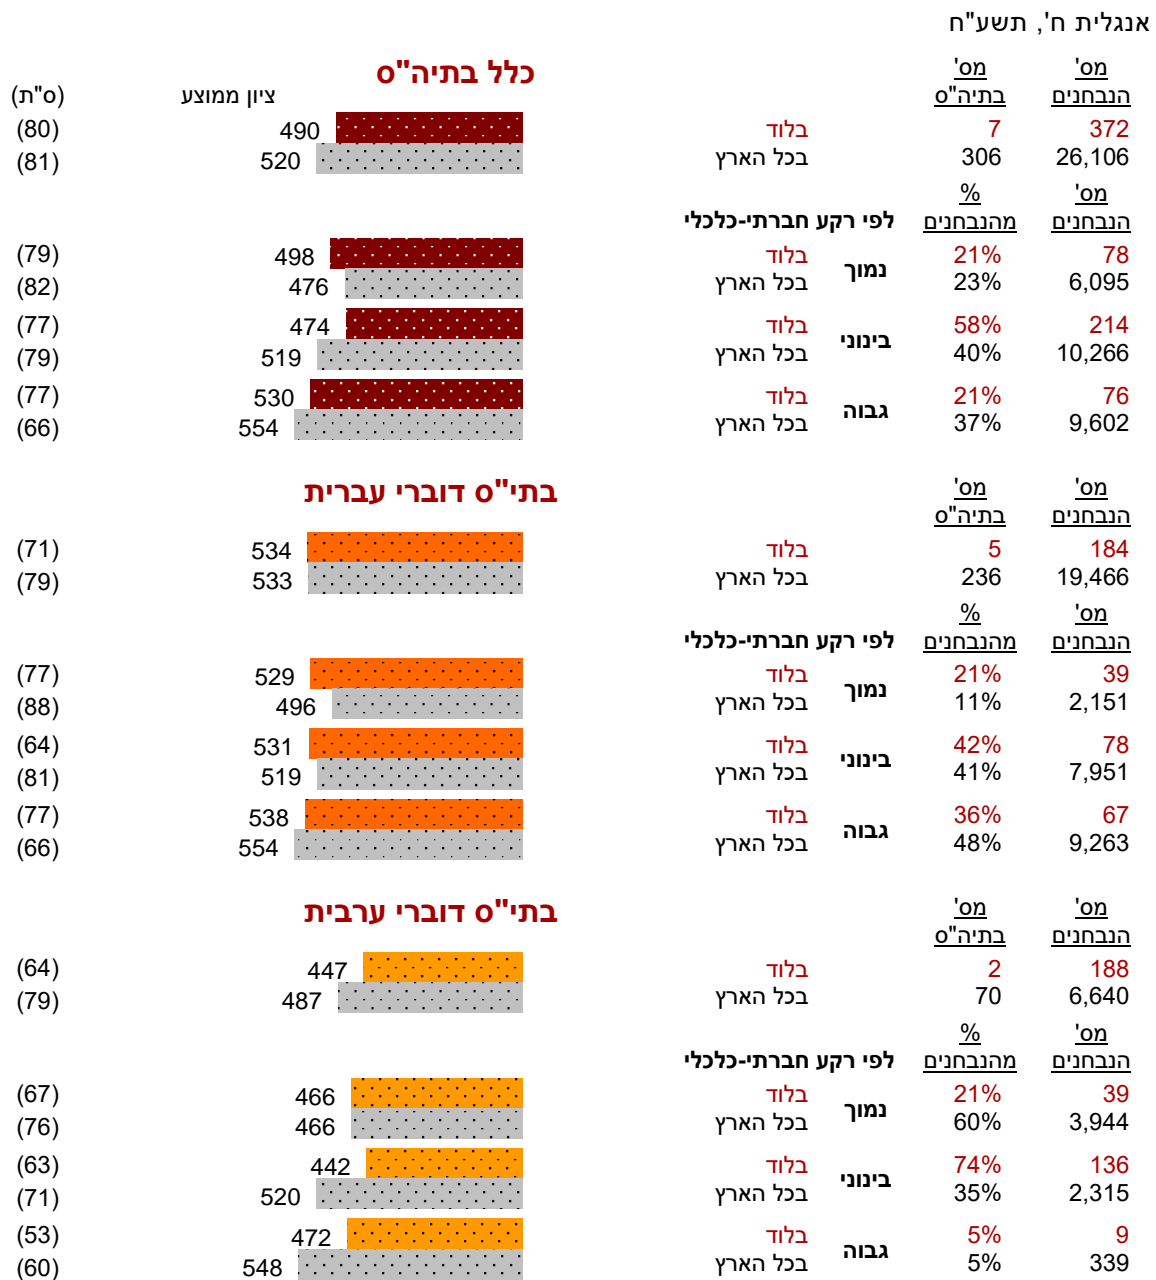 אנגלית ח', תשע"ח
מס' הנבחנים מס' בתיה"ס כלל בתיה"ס ציון ממוצע (ס"ת)
372 7 בלוד 490 (80)
26,106 306 בכל הארץ 520 (81)
מס' הנבחנים % מהנבחנים לפי רקע חברתי-כלכלי
78 21% נמוך בלוד 498 (79)
6,095 23% בכל הארץ 476 (82)
214 58% בינוני בלוד 474 (77)
10,266 40% בכל הארץ 519 (79)
76 21% גבוה בלוד 530 (77)
9,602 37% בכל הארץ 554 (66)
מס' הנבחנים מס' בתיה"ס בתי"ס דוברי עברית
184 5 בלוד 534 (71)
19,466 236 בכל הארץ 533 (79)
מס' הנבחנים % מהנבחנים לפי רקע חברתי-כלכלי
39 21% נמוך בלוד 529 (77)
2,151 11% בכל הארץ 496 (88)
78 42% בינוני בלוד 531 (64)
7,951 41% בכל הארץ 519 (81)
67 36% גבוה בלוד 538 (77)
9,263 48% בכל הארץ 554 (66)
מס' הנבחנים מס' בתיה"ס בתי"ס דוברי ערבית
188 2 בלוד 447 (64)
6,640 70 בכל הארץ 487 (79)
מס' הנבחנים % מהנבחנים לפי רקע חברתי-כלכלי
39 21% נמוך בלוד 466 (67)
3,944 60% בכל הארץ 466 (76)
136 74% בינוני בלוד 442 (63)
2,315 35% בכל הארץ 520 (71)
9 5% גבוה בלוד 472 (53)
339 5% בכל הארץ 548 (60)